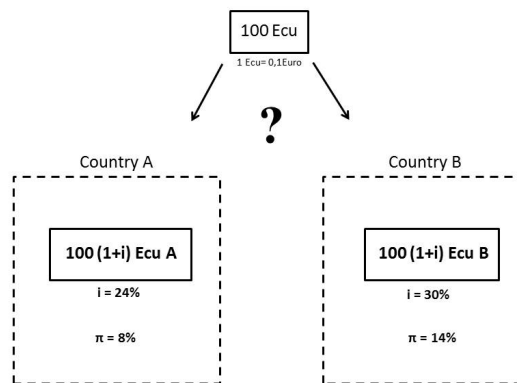 100 Ecu
1 Ecu= 0,1Euro
?
Country A
Country B
100 (1+i) Ecu A
100 (1+i) Ecu B
i = 24%
i = 30%
π = 8%
π = 14%